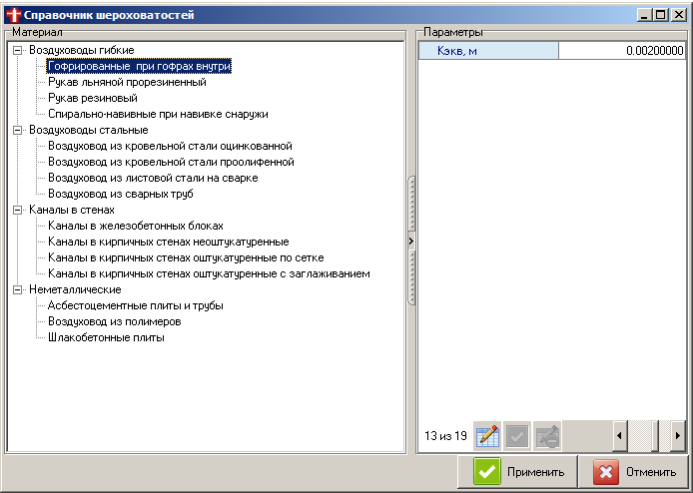 Справочник шероховатостей
Материал
Воздуховоды гибкие
Гофрированные при гофрах внутри
Рукав льняной прорезиненный
Рукав резиновый
Спирально-навивные при навивке снаружи
Воздуховоды стальные
Воздуховод из кровельной стали оцинкованной
Воздуховод из кровельной стали проолифенной
Воздуховод из листовой стали на сварке
Воздуховод из сварных труб
Каналы в стенах
Каналы в железобетонных блоках
Каналы в кирпичных стенах неоштукатуренные
Каналы в кирпичных стенах оштукатуренные по сетке
Каналы в кирпичных стенах оштукатуренные с заглаживанием
Неметаллические
Асбестоцементные плиты и трубы
Воздуховод из полимеров
Шлакобетонные плиты
Параметры
Кэкв, м 0.00200000
13 из 19
Применить Отменить